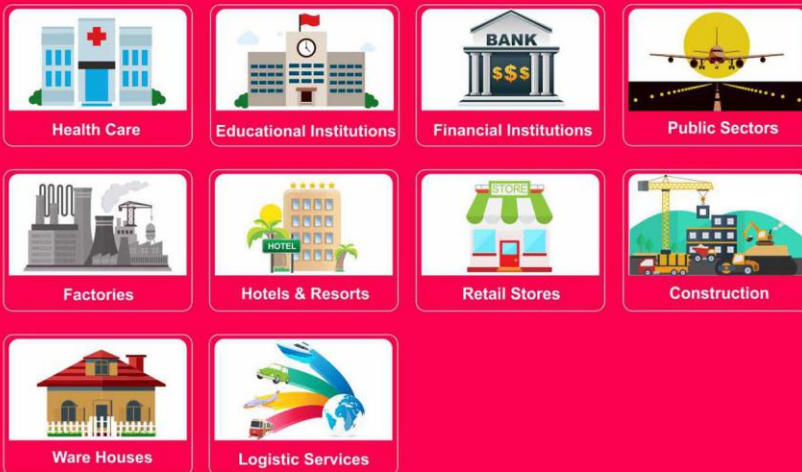 BANK
$$$
Health Care
Educational Institutions
Financial Institutions
Public Sectors
HOTEL
STORE
Factories
Hotels & Resorts
Retail Stores
Construction
Ware Houses
Logistic Services